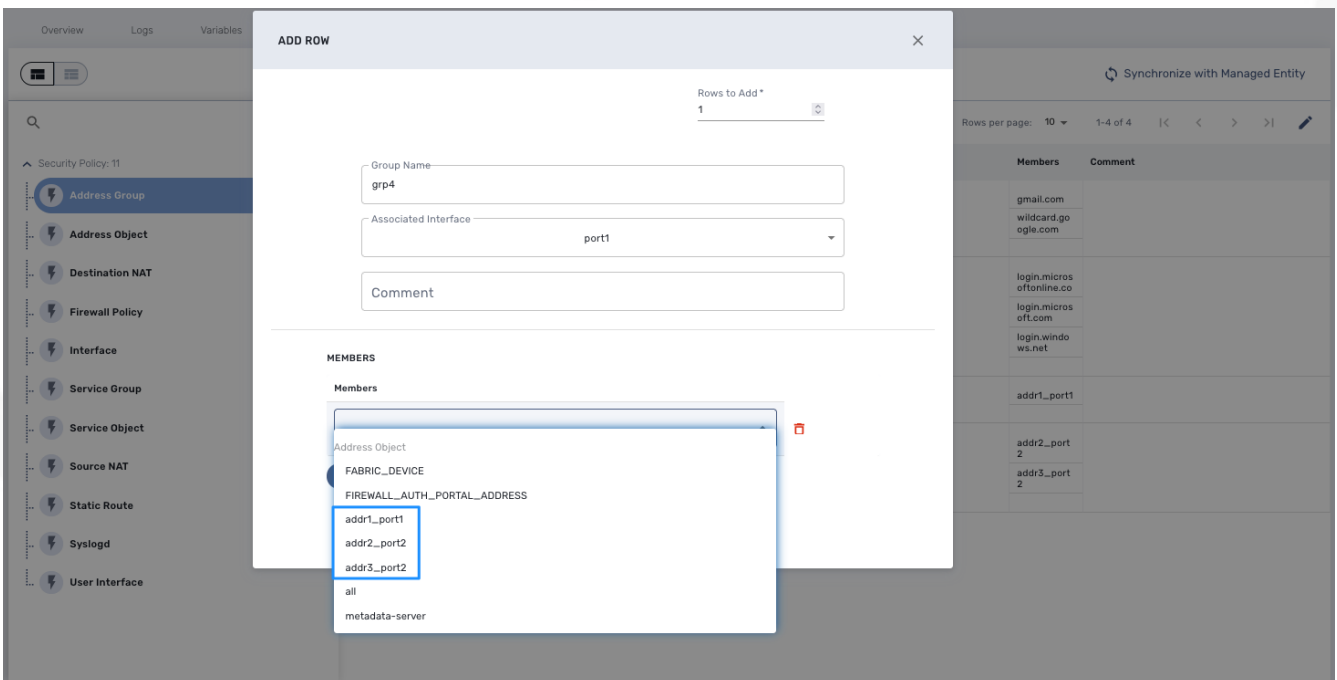 Overview Logs Variables
ADD ROW
Synchronize with Managed Entity
Rows to Add *
1
Rows per page: 10 1-4 of 4
Security Policy: 11
Address Group
Address Object
Destination NAT
Firewall Policy
Interface
Service Group
Service Object
Source NAT
Static Route
Syslogd
User Interface
Group Name
grp4
Associated Interface
port1
Comment
MEMBERS
Members
Address Object
FABRIC_DEVICE
FIREWALL_AUTH_PORTAL_ADDRESS
addr1_port1
addr2_port2
addr3_port2
all
metadata-server
Members Comment
gmail.com
wildcard.go
ogle.com
login.micros
oftonline.co
login.micros
oft.com
login.windo
ws.net
addr1_port1
addr2_port
2
addr3_port
2